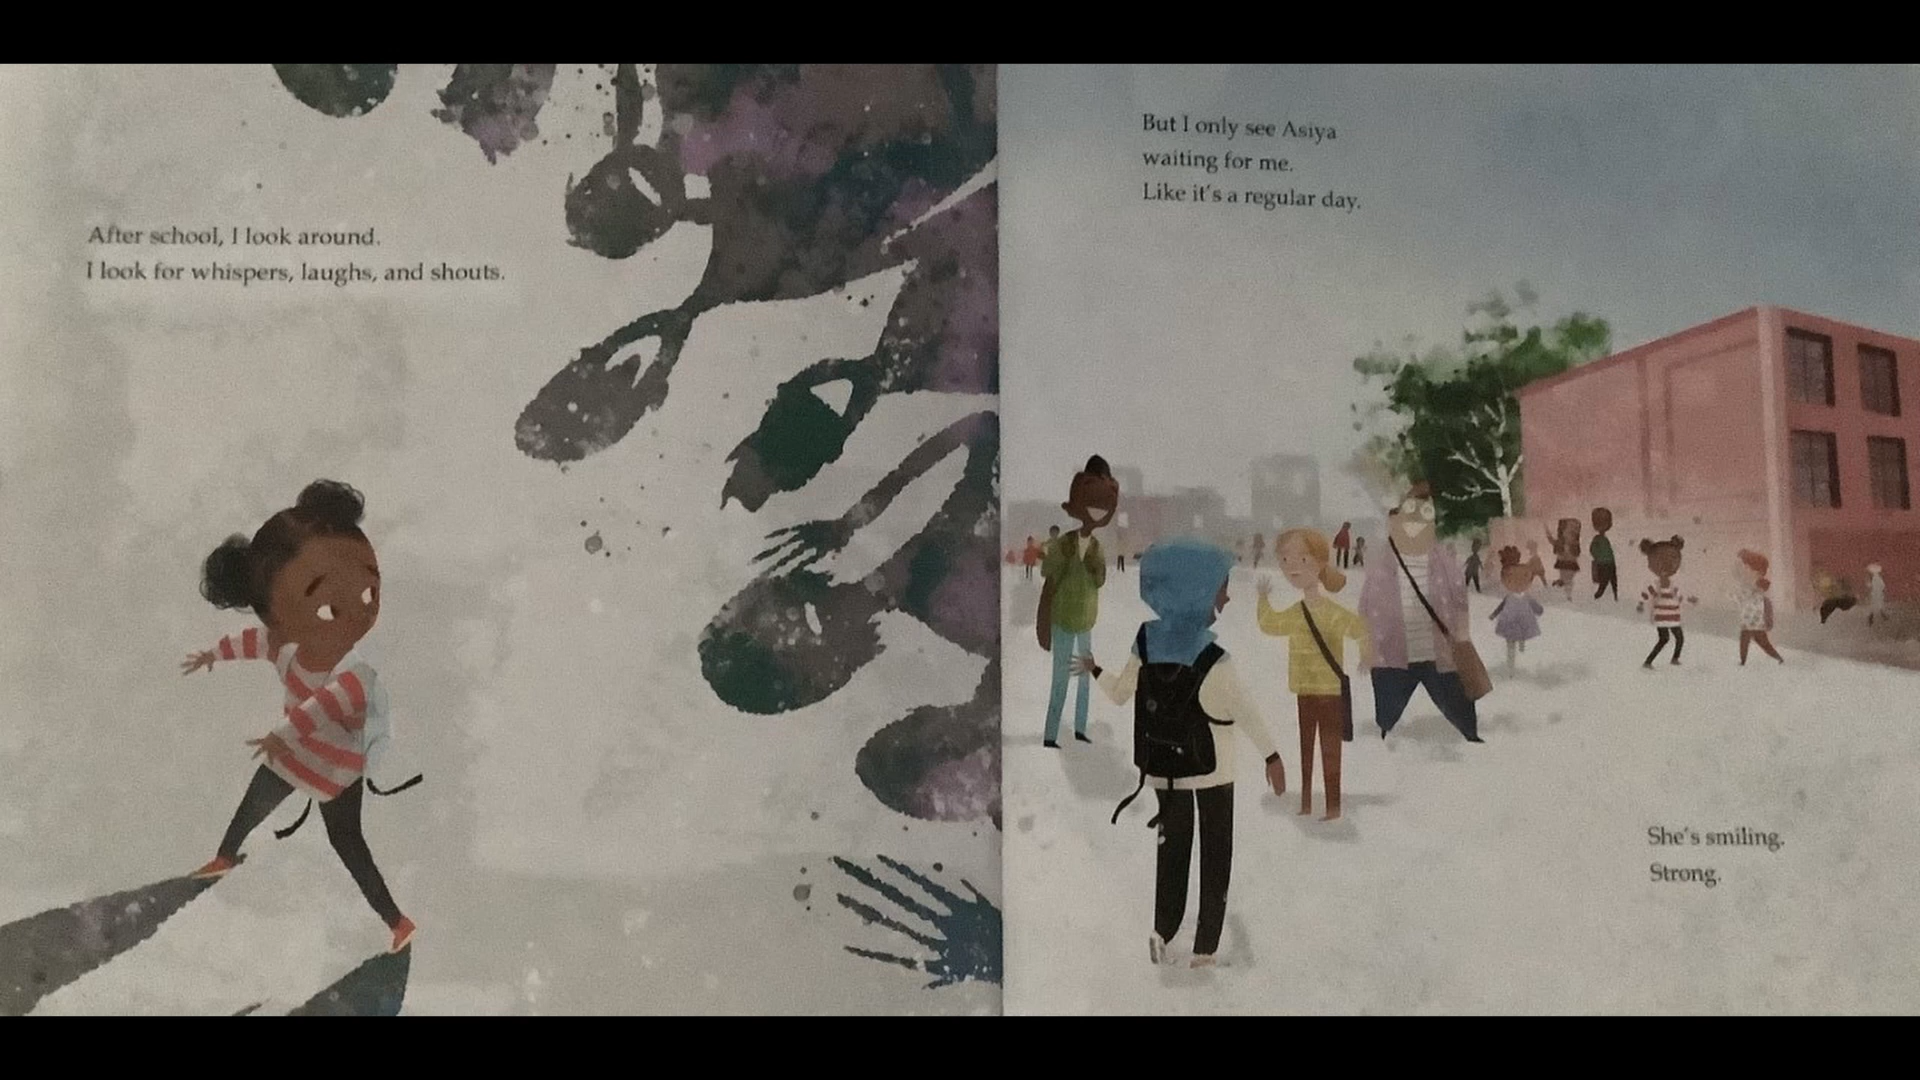 After school, I look around.
I look for whispers, laughs, and shouts.
But I only see Asiya
waiting for me.
Like it's a regular day.
She's smiling.
Strong.